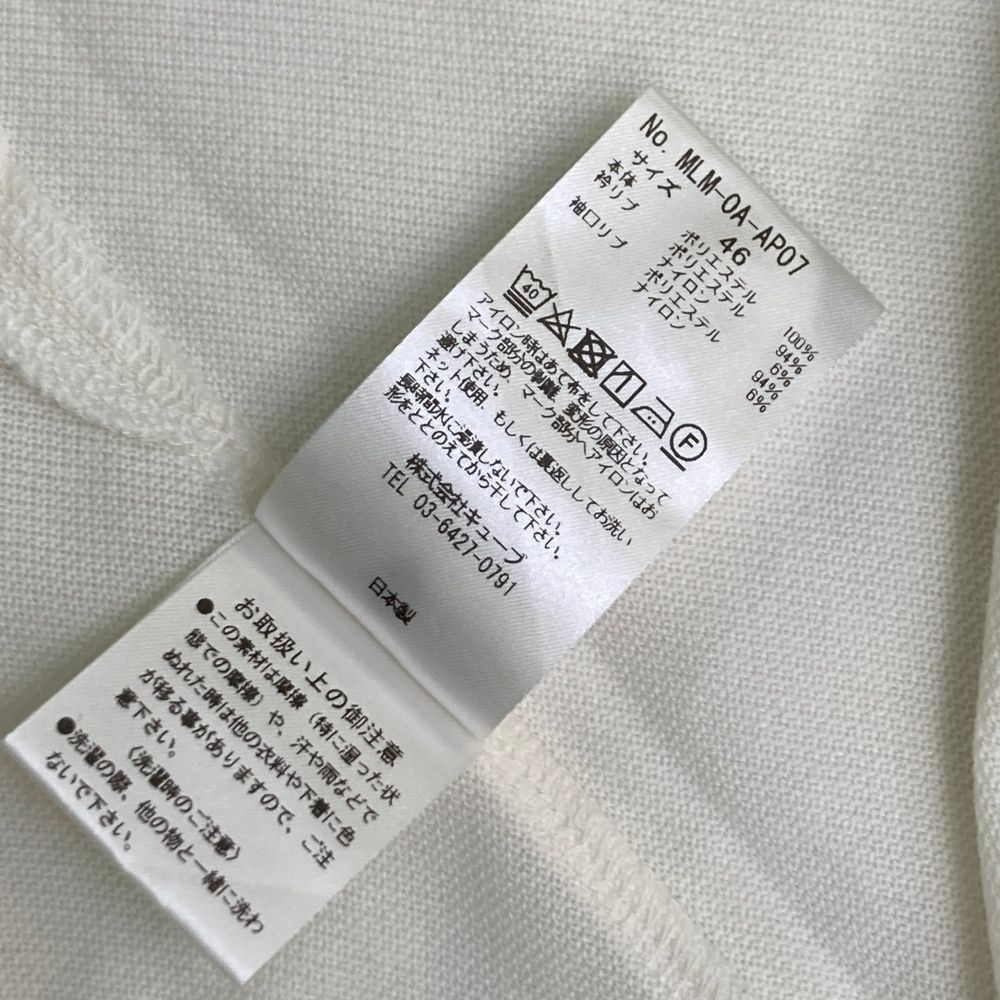 No. MLM-0A-AP07
サイズ 46
本体 ポリエステル 100%
衿リブ ポリエステル 94%
ナイロン 6%
袖口リブ ポリエステル 94%
ナイロン 6%
40 F
アイロン時はあて布をして下さい。
マーク部分の剥離、変形の原因となって
しまうため、マーク部分へアイロンはお
避け下さい。
ネット使用、もしくは裏返ししてお洗い
下さい。
長時間水に浸漬しないで下さい。
形をととのえてから干して下さい。
株式会社キューブ
TEL 03-6427-0791
日本製
お取扱い上の御注意
●この素材は摩擦（特に湿った状
態での摩擦）や、汗や雨などで
ぬれた時は他の衣料や下着に色
が移る事がありますので、ご注
意下さい。
〈洗濯時のご注意〉
●洗濯の際、他の物と一緒に洗わ
ないで下さい。